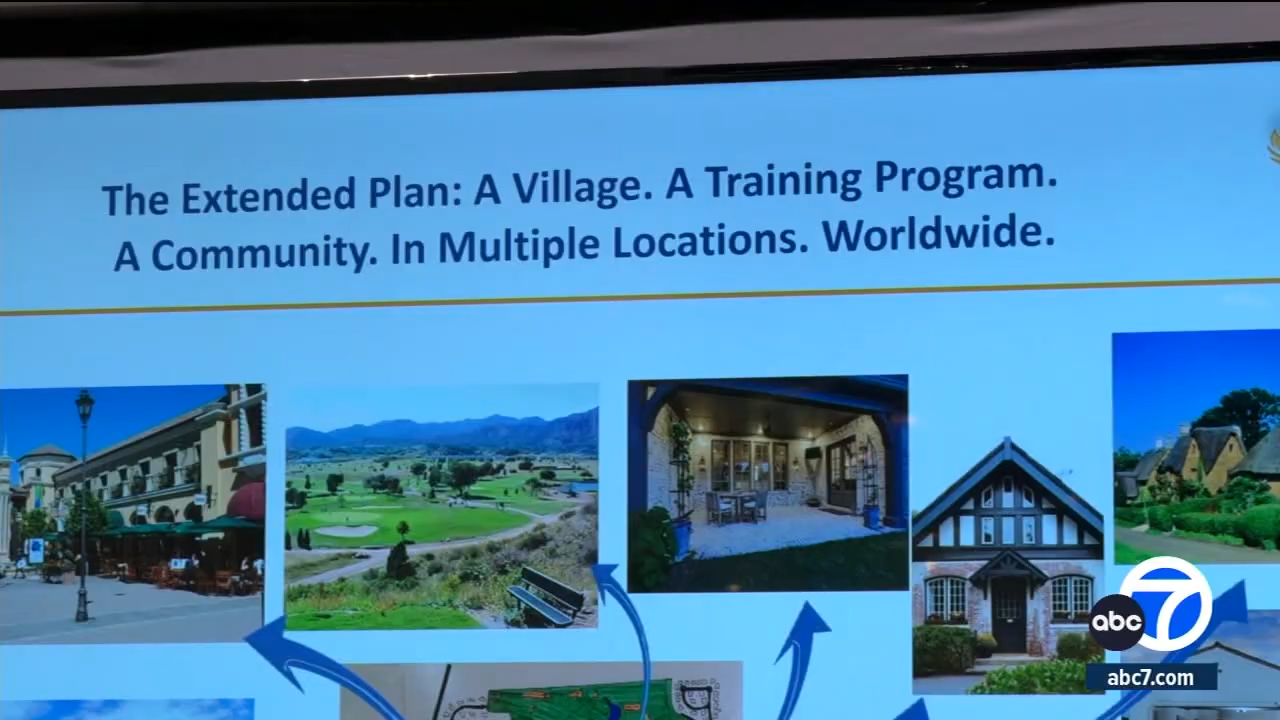 The Extended Plan: A Village. A Training Program.
A Community. In Multiple Locations. Worldwide.
abc 7
abc7.com